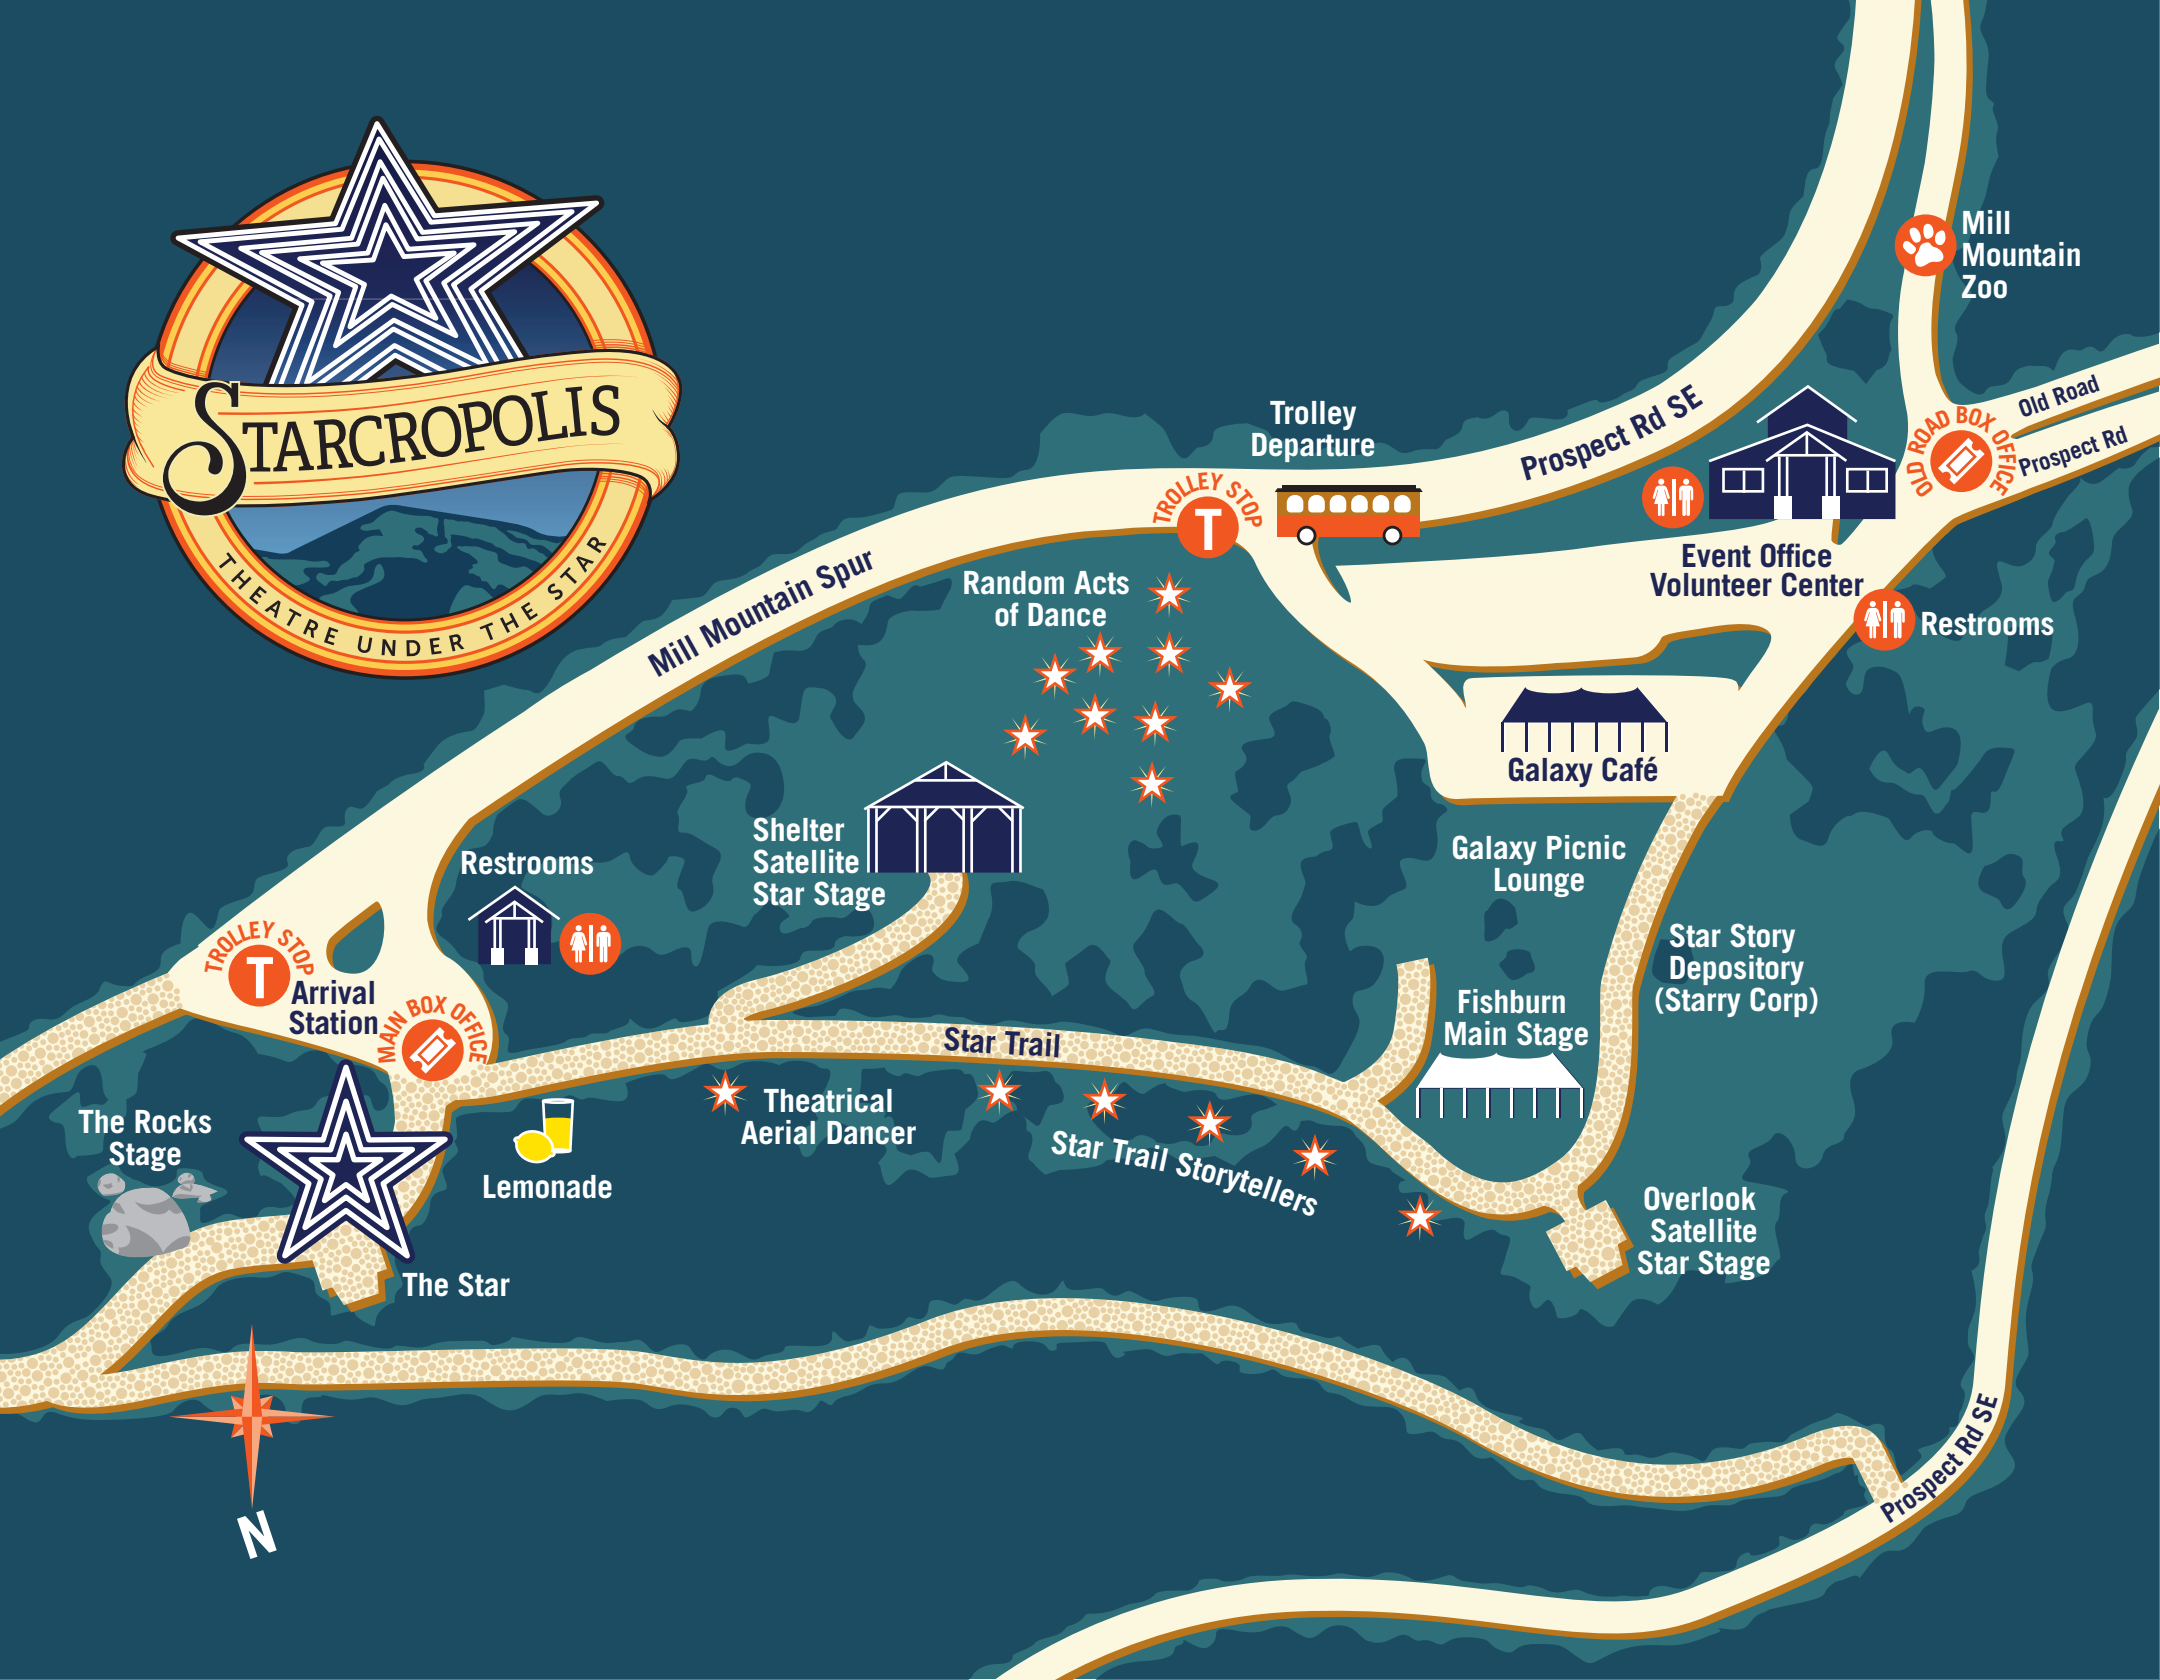 STARCROPOLIS
THEATRE UNDER THE STAR
Mill
Mountain
Zoo
Old Road
Prospect Rd
OLD ROAD BOX OFFICE
Prospect Rd SE
Trolley
Departure
TROLLEY STOP
T
Event Office
Volunteer Center
Restrooms
Mill Mountain Spur
Random Acts
of Dance
Galaxy Café
Shelter
Satellite
Star Stage
Galaxy Picnic
Lounge
Restrooms
Star Story
Depository
(Starry Corp)
TROLLEY STOP
T
Arrival
Station
MAIN BOX OFFICE
Fishburn
Main Stage
Star Trail
Theatrical
Aerial Dancer
Star Trail Storytellers
The Rocks
Stage
Lemonade
Overlook
Satellite
Star Stage
The Star
Prospect Rd SE
N